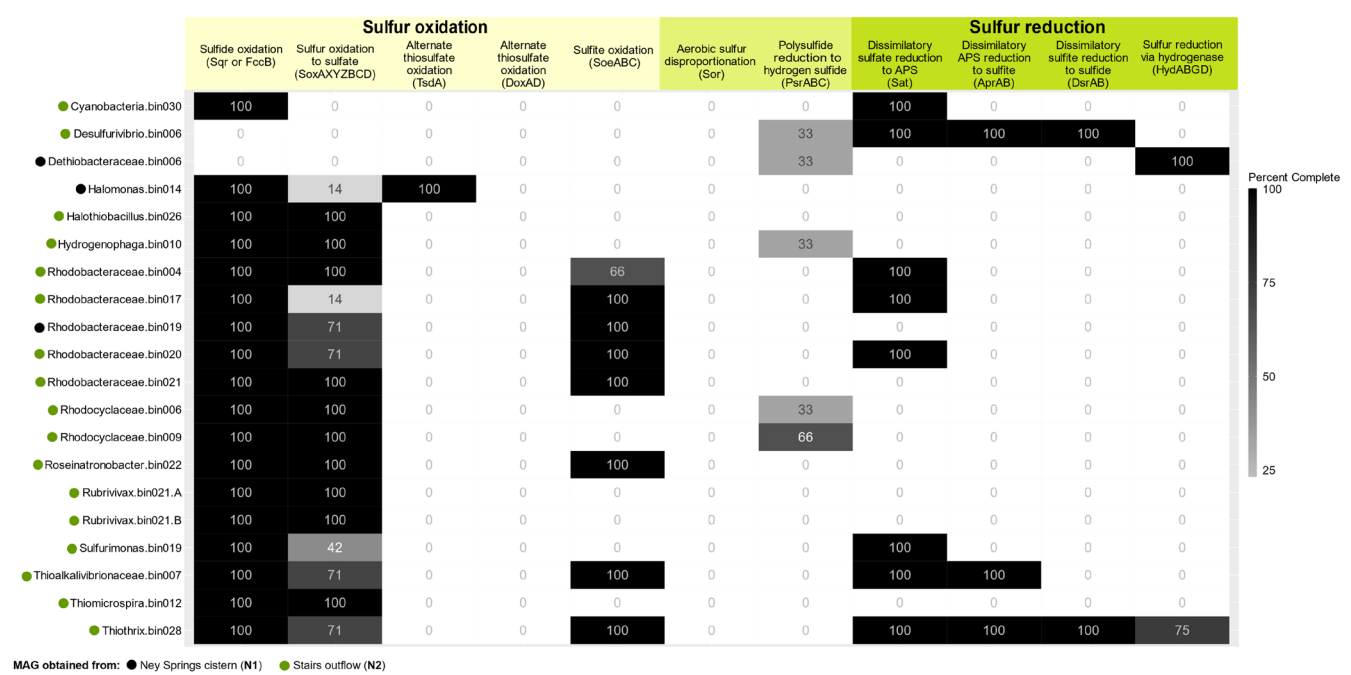 Sulfur oxidation Sulfur reduction
Sulfide oxidation
(Sqr or FccB)
Sulfur oxidation
to sulfate
(SoxAXYZBCD)
Alternate
thiosulfate
oxidation
(TsdA)
Alternate
thiosulfate
oxidation
(DoxAD)
Sulfite oxidation
(SoeABC)
Aerobic sulfur
disproportionation
(Sor)
Polysulfide
reduction to
hydrogen sulfide
(PsrABC)
Dissimilatory
sulfate reduction
to APS
(Sat)
Dissimilatory
APS reduction
to sulfite
(AprAB)
Dissimilatory
sulfite reduction
to sulfide
(DsrAB)
Sulfur reduction
via hydrogenase
(HydABGD)
Cyanobacteria.bin030 100 0 0 0 0 0 0 100 0 0 0
Desulfurivibrio.bin006 0 0 0 0 0 0 33 100 100 100 0
Dethiobacteraceae.bin006 0 0 0 0 0 0 33 0 0 0 100
Halomonas.bin014 100 14 100 0 0 0 0 0 0 0 0
Halothiobacillus.bin026 100 100 0 0 0 0 0 0 0 0 0
Hydrogenophaga.bin010 100 100 0 0 0 0 33 0 0 0 0
Rhodobacteraceae.bin004 100 100 0 0 66 0 0 100 0 0 0
Rhodobacteraceae.bin017 100 14 0 0 100 0 0 100 0 0 0
Rhodobacteraceae.bin019 100 71 0 0 100 0 0 0 0 0 0
Rhodobacteraceae.bin020 100 71 0 0 100 0 0 100 0 0 0
Rhodobacteraceae.bin021 100 100 0 0 100 0 0 0 0 0 0
Rhodocyclaceae.bin006 100 100 0 0 0 0 33 0 0 0 0
Rhodocyclaceae.bin009 100 100 0 0 0 0 66 0 0 0 0
Roseinatronobacter.bin022 100 100 0 0 100 0 0 0 0 0 0
Rubrivivax.bin021.A 100 100 0 0 0 0 0 0 0 0 0
Rubrivivax.bin021.B 100 100 0 0 0 0 0 0 0 0 0
Sulfurimonas.bin019 100 42 0 0 0 0 0 100 0 0 0
Thioalkalivibrionaceae.bin007 100 71 0 0 100 0 0 100 100 0 0
Thiomicrospira.bin012 100 100 0 0 0 0 0 0 0 0 0
Thiothrix.bin028 100 71 0 0 100 0 0 100 100 100 75
Percent Complete
100
75
50
25
MAG obtained from: Ney Springs cistern (N1) Stairs outflow (N2)